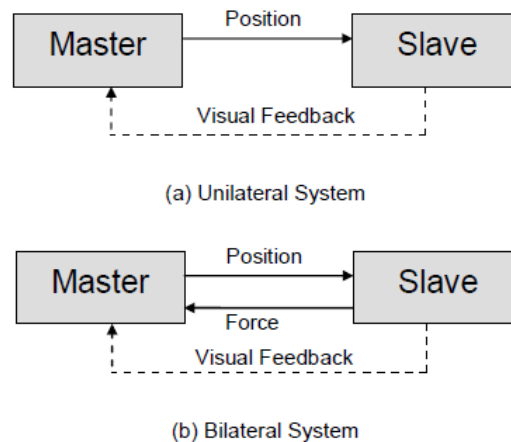 Position
Master
Slave
Visual Feedback
(a) Unilateral System
Position
Master
Slave
Force
Visual Feedback
(b) Bilateral System